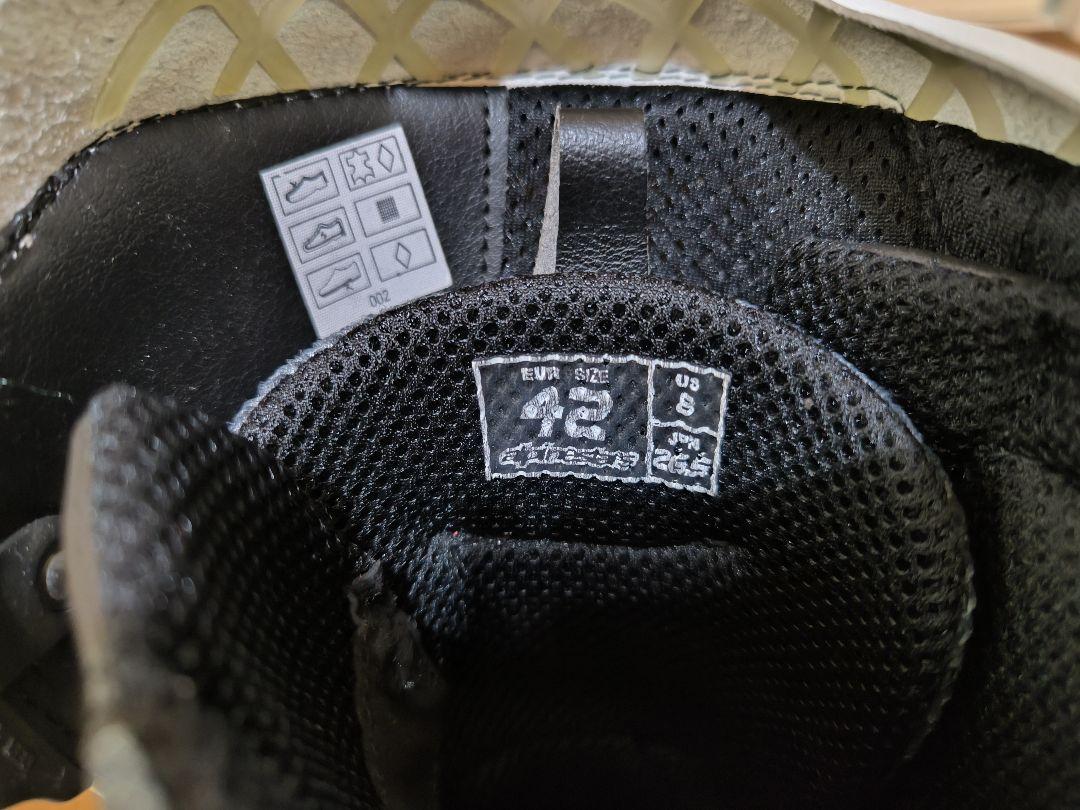 002
EUR SIZE
42
alpinestars
US
8
JPN
26.5